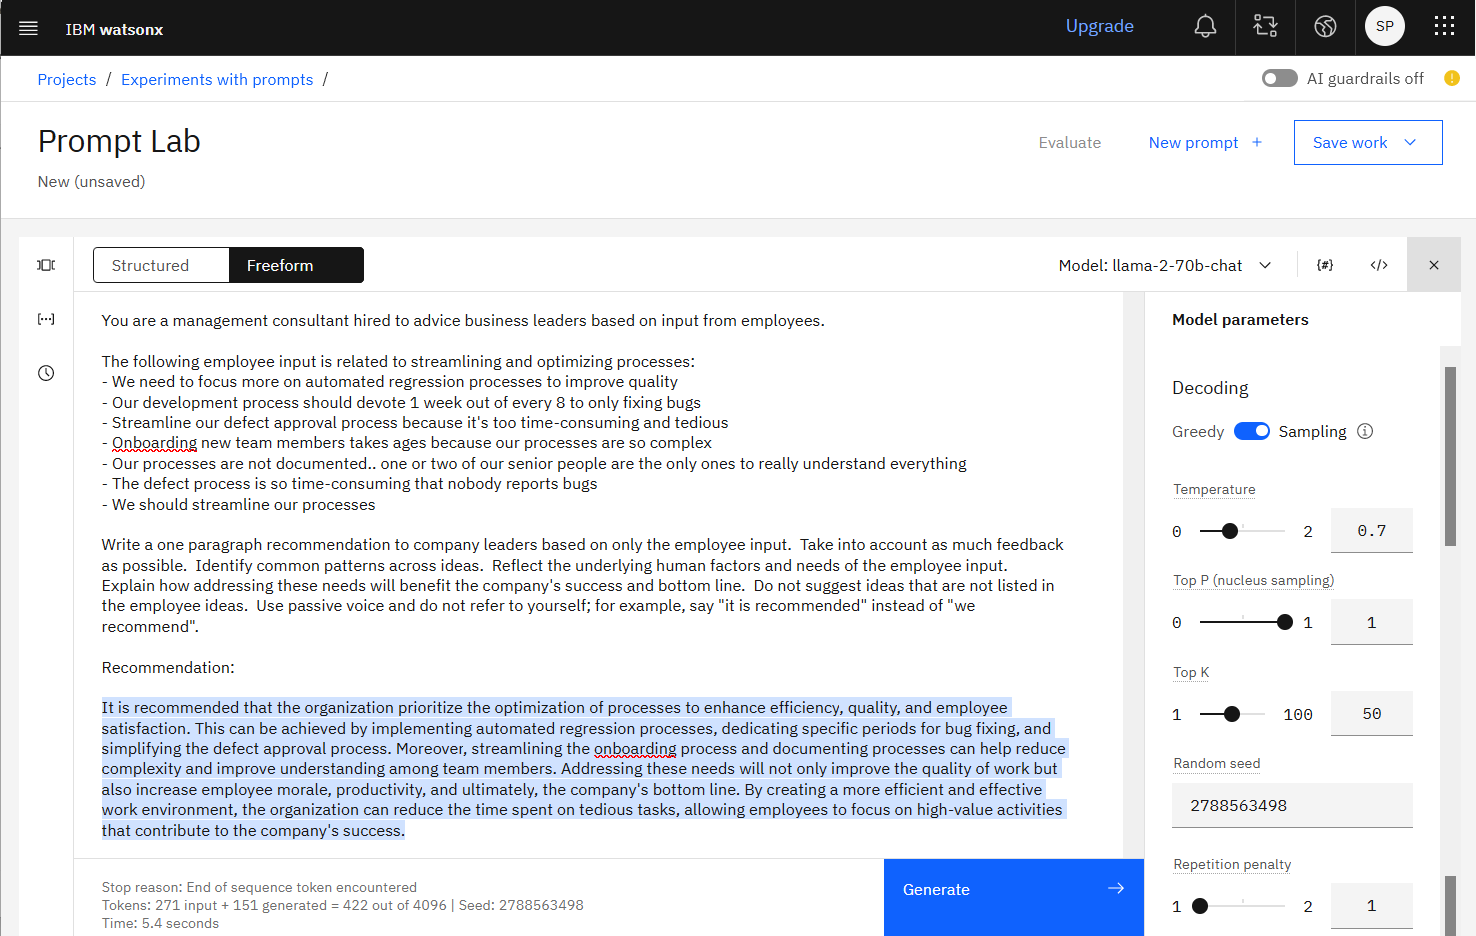 IBM watsonx
Upgrade
SP
Projects / Experiments with prompts /
AI guardrails off
Prompt Lab
New (unsaved)
Evaluate
New prompt +
Save work
Structured
Freeform
Model: llama-2-70b-chat
{#}
</>
You are a management consultant hired to advice business leaders based on input from employees.
The following employee input is related to streamlining and optimizing processes:
- We need to focus more on automated regression processes to improve quality
- Our development process should devote 1 week out of every 8 to only fixing bugs
- Streamline our defect approval process because it's too time-consuming and tedious
- Onboarding new team members takes ages because our processes are so complex
- Our processes are not documented.. one or two of our senior people are the only ones to really understand everything
- The defect process is so time-consuming that nobody reports bugs
- We should streamline our processes
Write a one paragraph recommendation to company leaders based on only the employee input.  Take into account as much feedback
as possible.  Identify common patterns across ideas.  Reflect the underlying human factors and needs of the employee input.
Explain how addressing these needs will benefit the company's success and bottom line.  Do not suggest ideas that are not listed in
the employee ideas.  Use passive voice and do not refer to yourself; for example, say "it is recommended" instead of "we
recommend".
Recommendation:
It is recommended that the organization prioritize the optimization of processes to enhance efficiency, quality, and employee
satisfaction. This can be achieved by implementing automated regression processes, dedicating specific periods for bug fixing, and
simplifying the defect approval process. Moreover, streamlining the onboarding process and documenting processes can help reduce
complexity and improve understanding among team members. Addressing these needs will not only improve the quality of work but
also increase employee morale, productivity, and ultimately, the company's bottom line. By creating a more efficient and effective
work environment, the organization can reduce the time spent on tedious tasks, allowing employees to focus on high-value activities
that contribute to the company's success.
Stop reason: End of sequence token encountered
Tokens: 271 input + 151 generated = 422 out of 4096 | Seed: 2788563498
Time: 5.4 seconds
Generate
Model parameters
Decoding
Greedy
Sampling
Temperature
0
2
0.7
Top P (nucleus sampling)
0
1
1
Top K
1
100
50
Random seed
2788563498
Repetition penalty
1
2
1